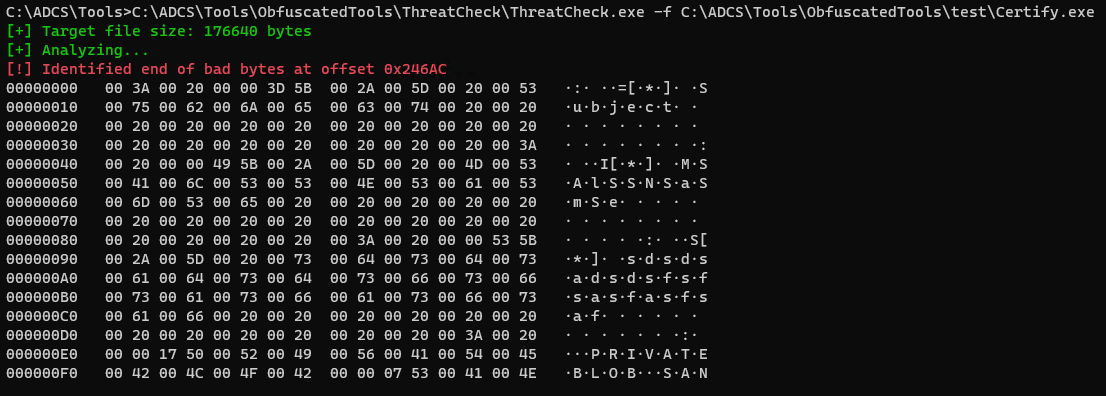 C:\ADCS\Tools>C:\ADCS\Tools\ObfuscatedTools\ThreatCheck\ThreatCheck.exe -f C:\ADCS\Tools\ObfuscatedTools\test\Certify.exe
[+] Target file size: 176640 bytes
[+] Analyzing...
[!] Identified end of bad bytes at offset 0x246AC
00000000   00 3A 00 20 00 00 3D 5B  00 2A 00 5D 00 20 00 53   ·:· ··=[·*·]· ·S
00000010   00 75 00 62 00 6A 00 65  00 63 00 74 00 20 00 20   ·u·b·j·e·c·t· · 
00000020   00 20 00 20 00 20 00 20  00 20 00 20 00 20 00 20   · · · · · · · · 
00000030   00 20 00 20 00 20 00 20  00 20 00 20 00 20 00 3A   · · · · · · · ·:
00000040   00 20 00 00 49 5B 00 2A  00 5D 00 20 00 4D 00 53   · ··I[·*·]· ·M·S
00000050   00 41 00 6C 00 53 00 53  00 4E 00 53 00 61 00 53   ·A·l·S·S·N·S·a·S
00000060   00 6D 00 53 00 65 00 20  00 20 00 20 00 20 00 20   ·m·S·e· · · · · 
00000070   00 20 00 20 00 20 00 20  00 20 00 20 00 20 00 20   · · · · · · · · 
00000080   00 20 00 20 00 20 00 20  00 3A 00 20 00 00 53 5B   · · · · ·:· ··S[
00000090   00 2A 00 5D 00 20 00 73  00 64 00 73 00 64 00 73   ·*·]· ·s·d·s·d·s
000000A0   00 61 00 64 00 73 00 64  00 73 00 66 00 73 00 66   ·a·d·s·d·s·f·s·f
000000B0   00 73 00 61 00 73 00 66  00 61 00 73 00 66 00 73   ·s·a·s·f·a·s·f·s
000000C0   00 61 00 66 00 20 00 20  00 20 00 20 00 20 00 20   ·a·f· · · · · · 
000000D0   00 20 00 20 00 20 00 20  00 20 00 20 00 3A 00 20   · · · · · · ·:· 
000000E0   00 00 17 50 00 52 00 49  00 56 00 41 00 54 00 45   ···P·R·I·V·A·T·E
000000F0   00 42 00 4C 00 4F 00 42  00 00 07 53 00 41 00 4E   ·B·L·O·B···S·A·N